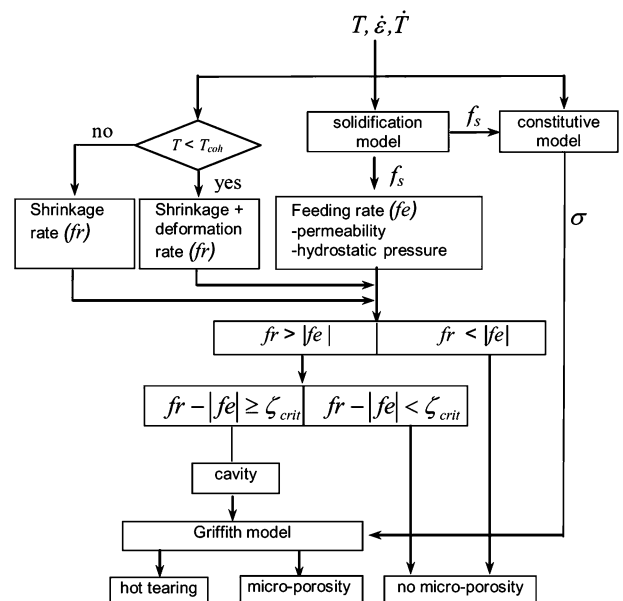 T, ε̇, Ṫ
no
T < T_coh
yes
solidification
model
f_s
constitutive
model
f_s
Shrinkage
rate (fr)
Shrinkage +
deformation
rate (fr)
Feeding rate (fe)
-permeability
-hydrostatic pressure
σ
fr > |fe|
fr < |fe|
fr − |fe| ≥ ζ_crit
fr − |fe| < ζ_crit
cavity
Griffith model
hot tearing
micro-porosity
no micro-porosity